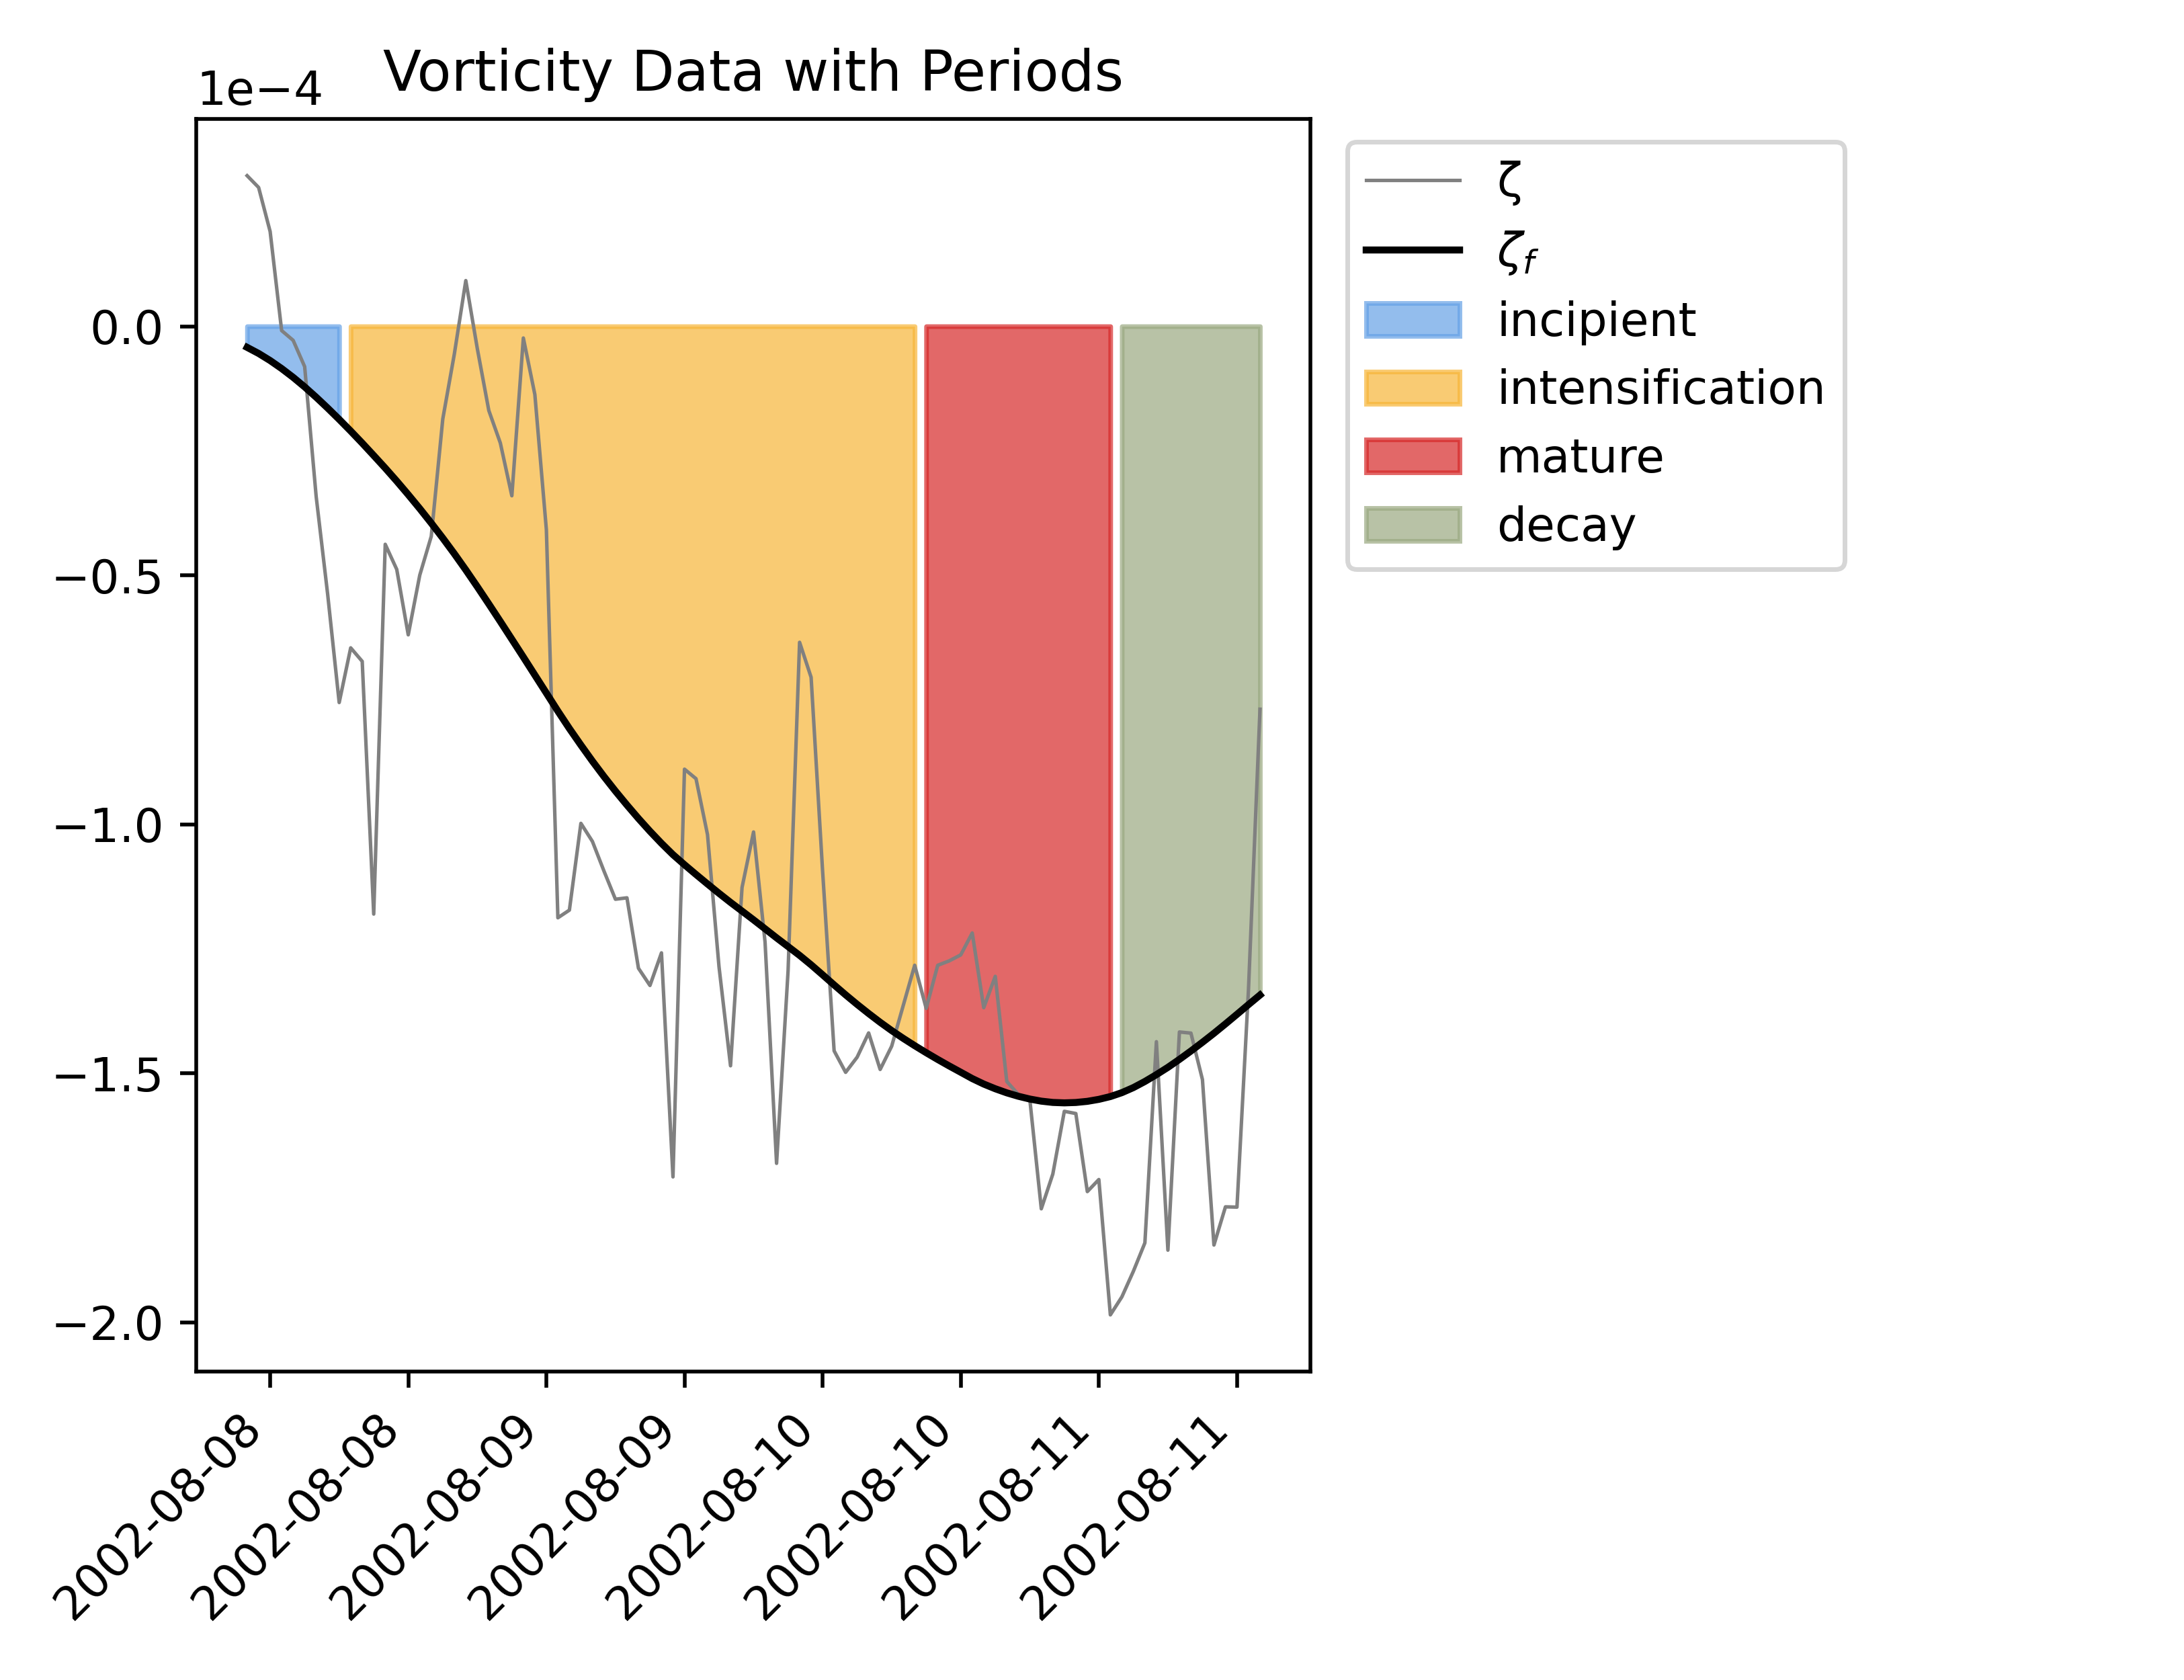 Vorticity Data with Periods
1e−4
0.0
−0.5
−1.0
−1.5
−2.0
2002-08-08
2002-08-08
2002-08-09
2002-08-09
2002-08-10
2002-08-10
2002-08-11
2002-08-11
ζ
ζf
incipient
intensification
mature
decay